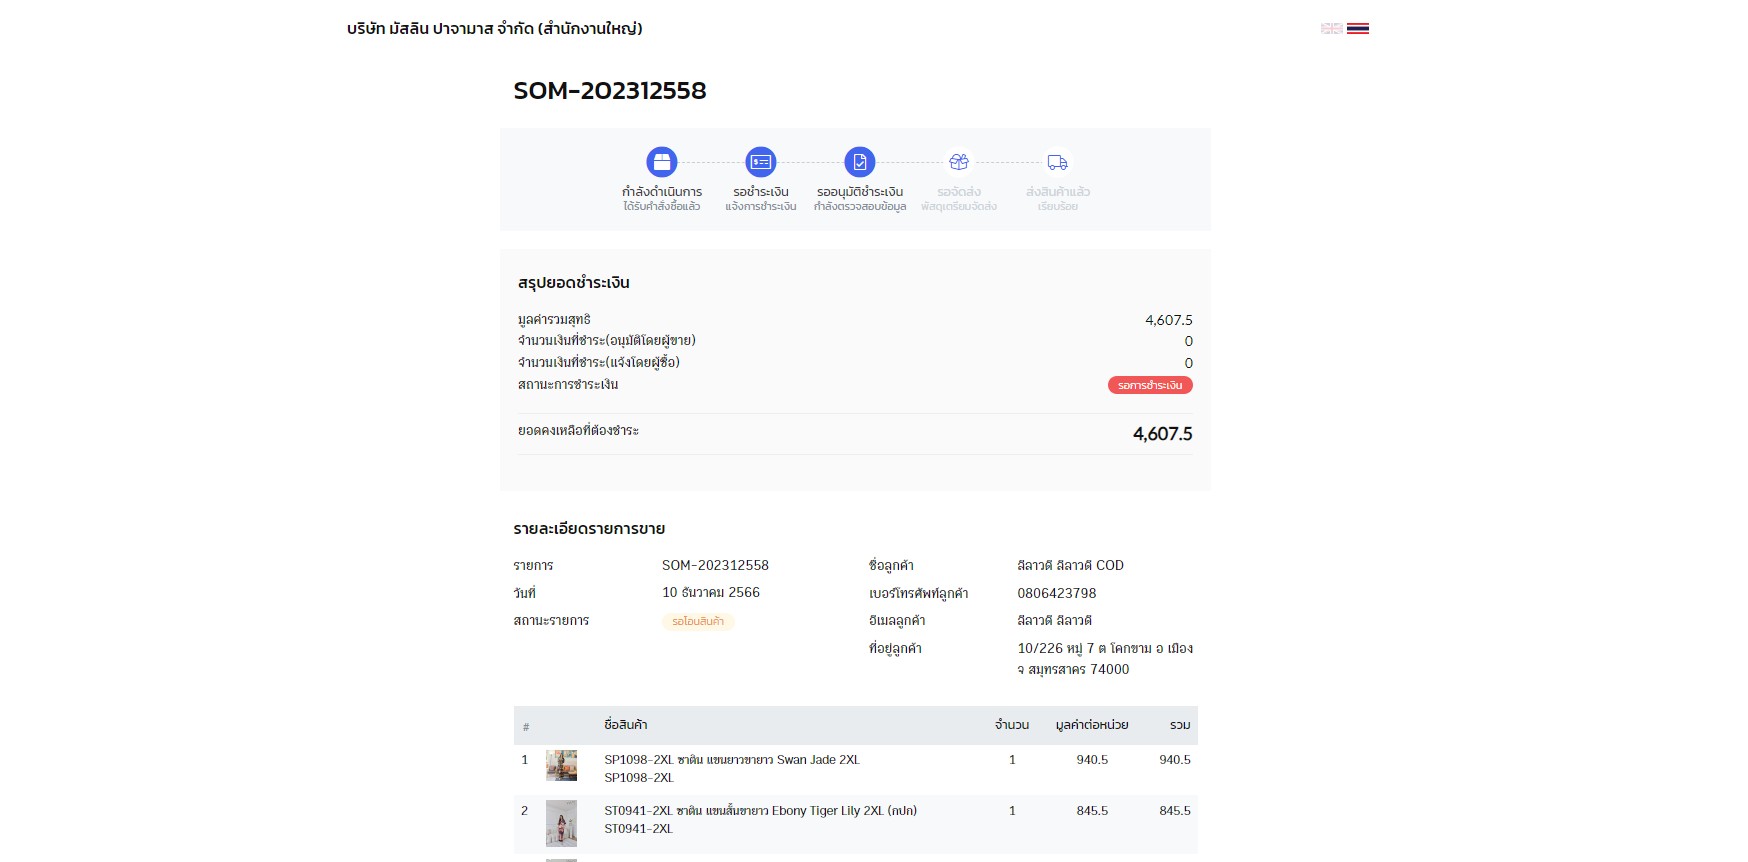 บริษัท มัสลิน ปาจามาส จำกัด (สำนักงานใหญ่)
SOM-202312558
กำลังดำเนินการ
ได้รับคำสั่งซื้อแล้ว
รอชำระเงิน
แจ้งการชำระเงิน
รออนุมัติชำระเงิน
กำลังตรวจสอบข้อมูล
รอจัดส่ง
พัสดุเตรียมจัดส่ง
ส่งสินค้าแล้ว
เรียบร้อย
สรุปยอดชำระเงิน
มูลค่ารวมสุทธิ 4,607.5
จำนวนเงินที่ชำระ(อนุมัติโดยผู้ขาย) 0
จำนวนเงินที่ชำระ(แจ้งโดยผู้ซื้อ) 0
สถานะการชำระเงิน รอการชำระเงิน
ยอดคงเหลือที่ต้องชำระ 4,607.5
รายละเอียดรายการขาย
รายการ SOM-202312558
วันที่ 10 ธันวาคม 2566
สถานะรายการ รอโอนสินค้า
ชื่อลูกค้า ลีลาวดี ลีลาวดี COD
เบอร์โทรศัพท์ลูกค้า 0806423798
อีเมลลูกค้า ลีลาวดี ลีลาวดี
ที่อยู่ลูกค้า 10/226 หมู่ 7 ต โคกขาม อ เมือง
จ สมุทรสาคร 74000
# ชื่อสินค้า จำนวน มูลค่าต่อหน่วย รวม
1 SP1098-2XL ซาติน แขนยาวขายาว Swan Jade 2XL 1 940.5 940.5
SP1098-2XL
2 ST0941-2XL ซาติน แขนสั้นขายาว Ebony Tiger Lily 2XL (กปก) 1 845.5 845.5
ST0941-2XL